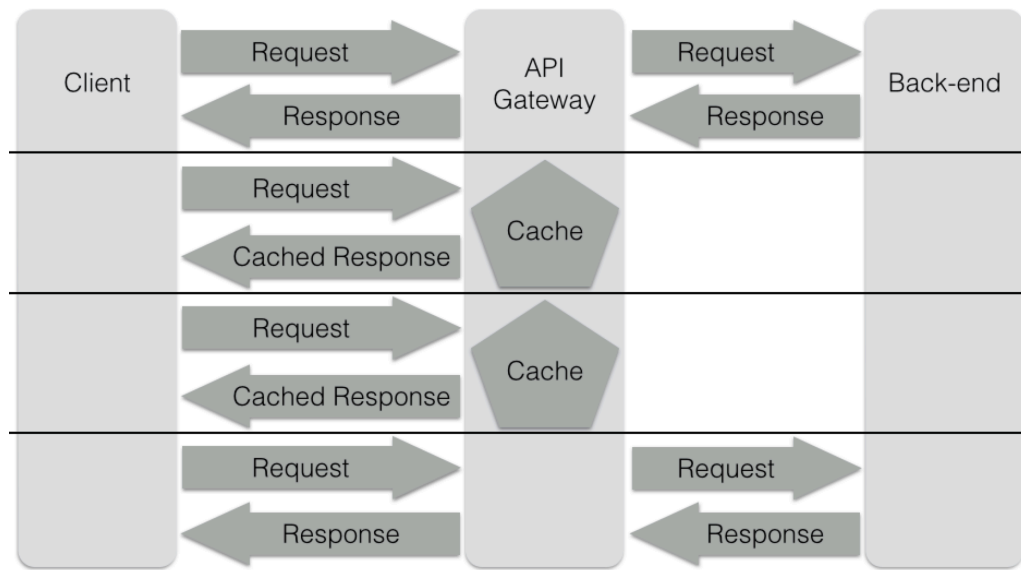 Client
Request
Response
API
Gateway
Request
Response
Back-end
Request
Cached Response
Cache
Request
Cached Response
Cache
Request
Response
Request
Response